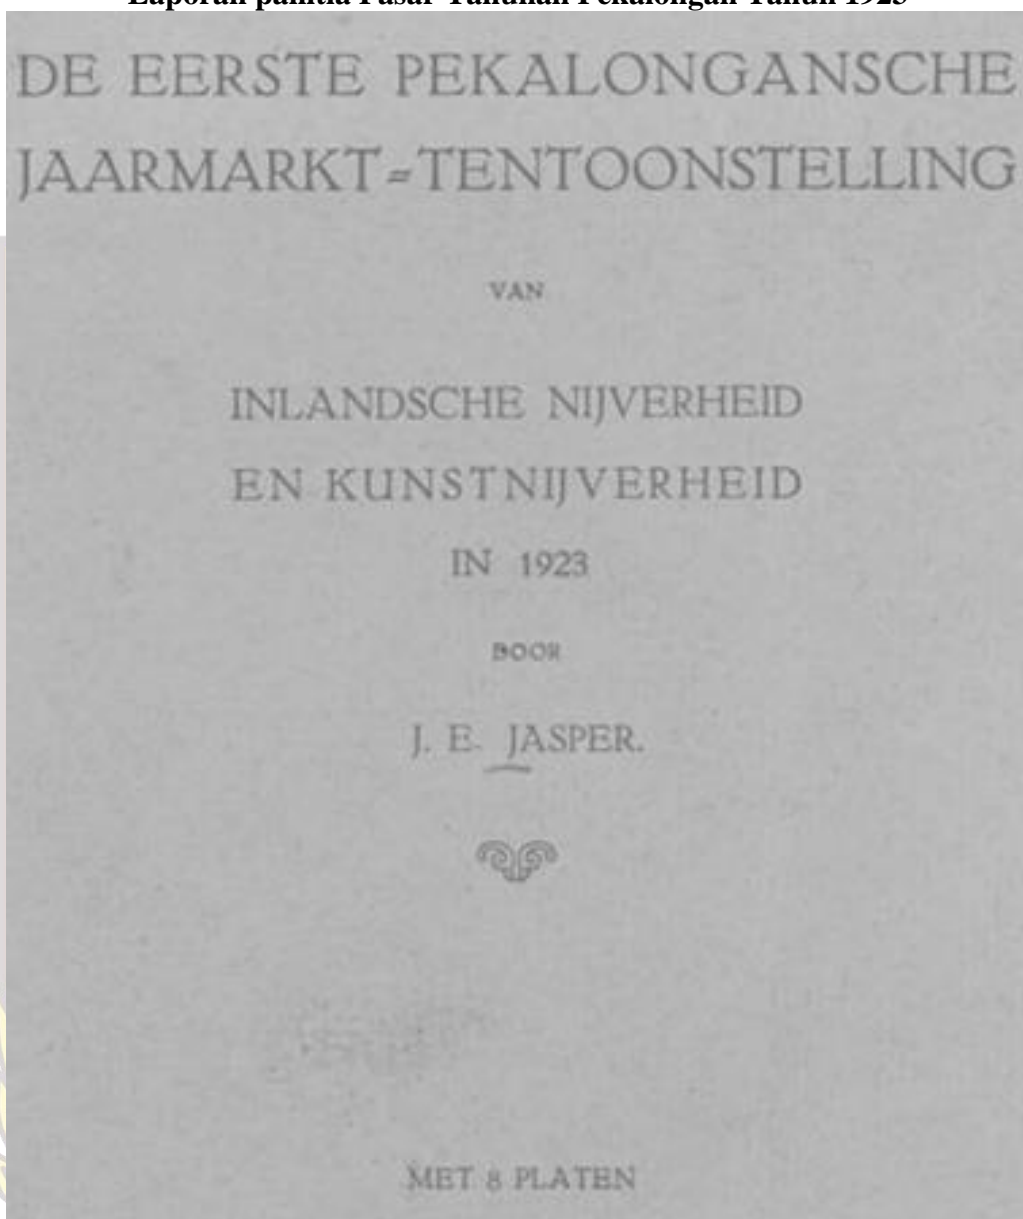 Laporan panitia Pasar Tahunan Pekalongan Tahun 1923
DE EERSTE PEKALONGANSCHE
JAARMARKT=TENTOONSTELLING
VAN
INLANDSCHE NIJVERHEID
EN KUNSTNIJVERHEID
IN 1923
DOOR
J. E. JASPER.
MET 8 PLATEN